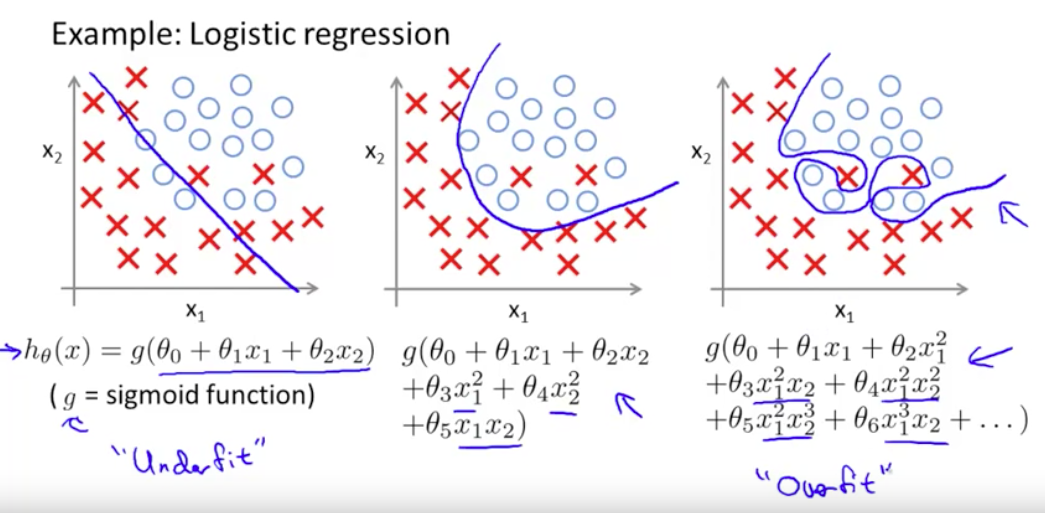 Example: Logistic regression
x₂
x₁
x₂
x₁
x₂
x₁
h_θ(x) = g(θ₀ + θ₁x₁ + θ₂x₂)
(g = sigmoid function)
"Underfit"
g(θ₀ + θ₁x₁ + θ₂x₂
+θ₃x₁² + θ₄x₂²
+θ₅x₁x₂)
g(θ₀ + θ₁x₁ + θ₂x₁²
+θ₃x₁²x₂ + θ₄x₁²x₂²
+θ₅x₁²x₂³ + θ₆x₁³x₂ + ...)
"Overfit"